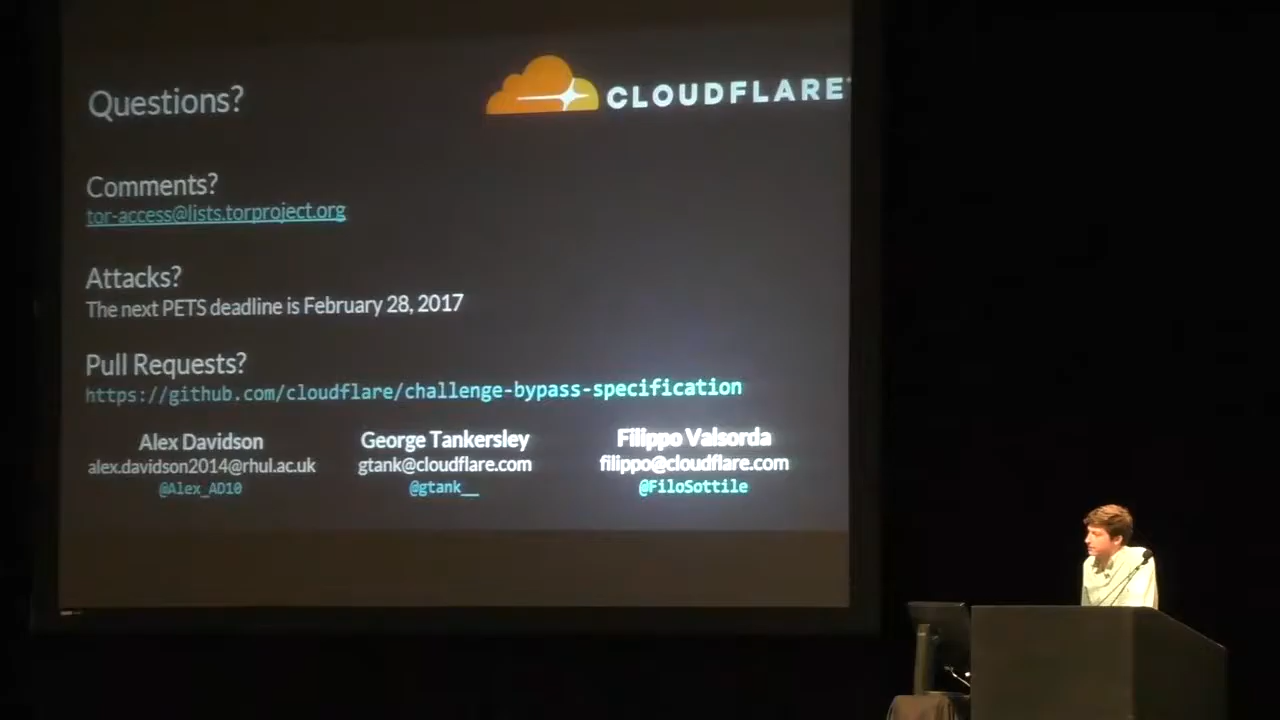 Questions?
CLOUDFLARE
Comments?
tor-access@lists.torproject.org
Attacks?
The next PETS deadline is February 28, 2017
Pull Requests?
https://github.com/cloudflare/challenge-bypass-specification
Alex Davidson
George Tankersley
Filippo Valsorda
alex.davidson2014@rhul.ac.uk
gtank@cloudflare.com
filippo@cloudflare.com
@Alex_AD10
@gtank__
@FiloSottile